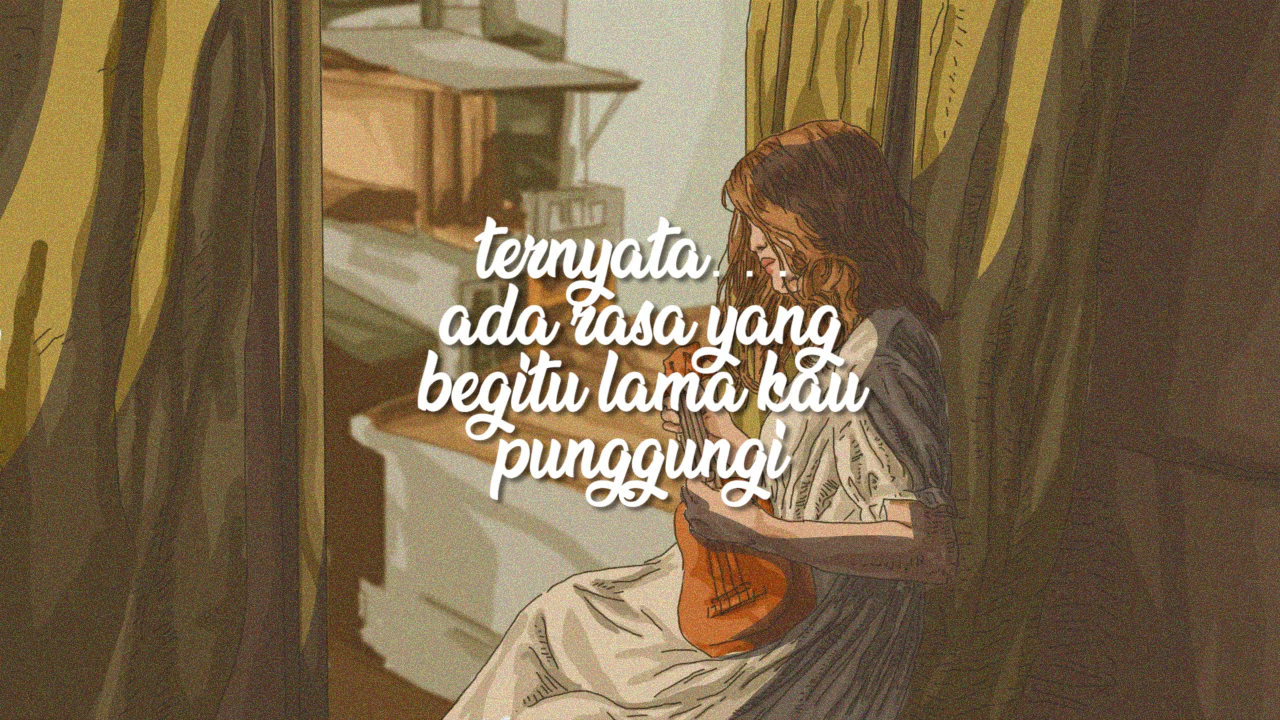 ternyata. . .
ada rasa yang
begitu lama kau
punggungi